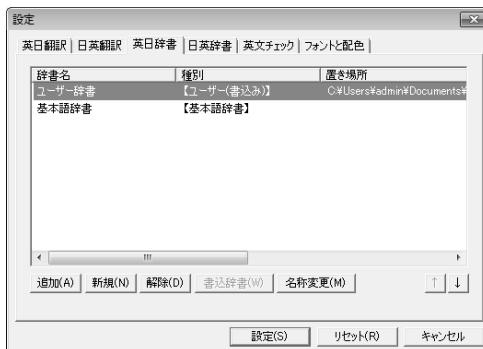 設定
英日翻訳 日英翻訳 英日辞書 日英辞書 英文チェック フォントと配色
辞書名 種別 置き場所
ユーザー辞書 【ユーザー(書込み)】 C:¥Users¥admin¥Documents¥
基本語辞書 【基本語辞書】
追加(A) 新規(N) 解除(D) 書込辞書(W) 名称変更(M) ↑ ↓
設定(S) リセット(R) キャンセル